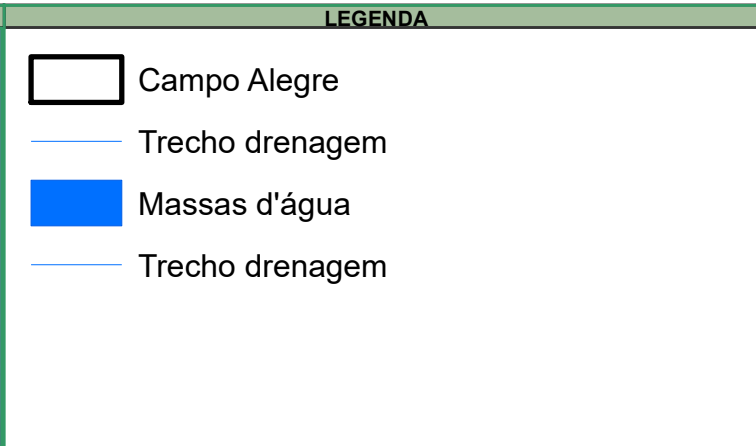 LEGENDA
Campo Alegre
Trecho drenagem
Massas d'água
Trecho drenagem